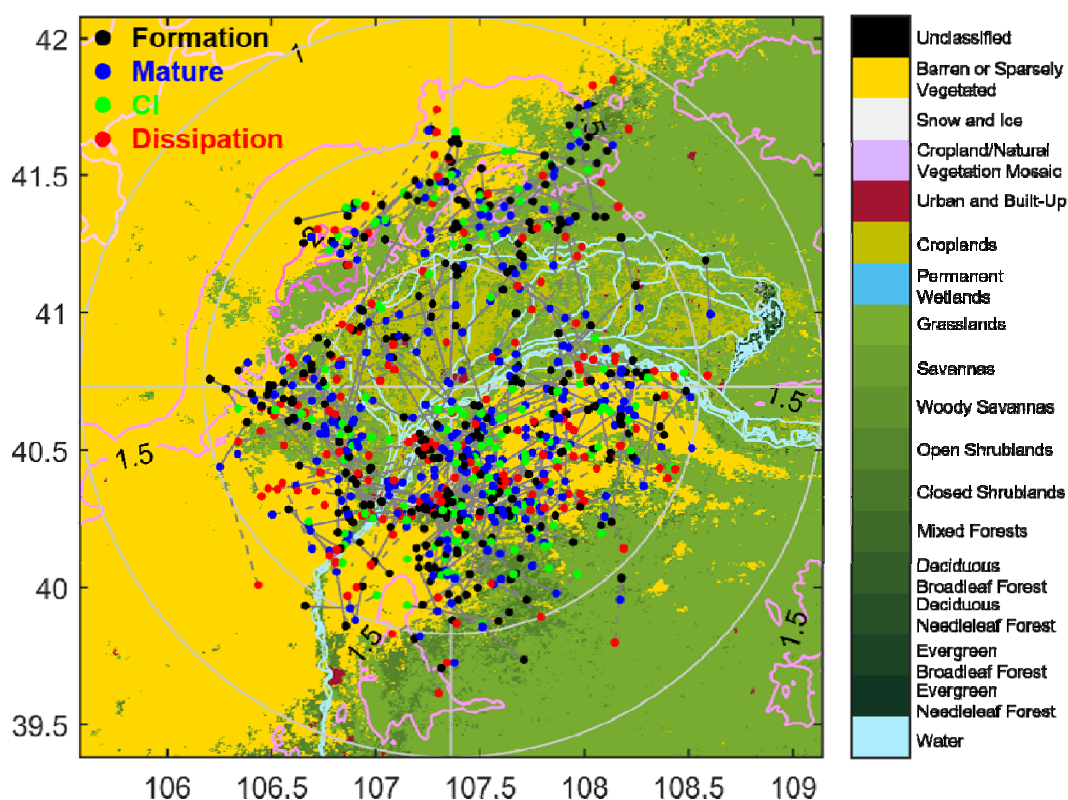 42
41.5
41
40.5
40
39.5
106
106.5
107
107.5
108
108.5
109
Formation
Mature
CI
Dissipation
1
1.5
1.5
1.5
1.5
Unclassified
Barren or Sparsely
Vegetated
Snow and Ice
Cropland/Natural
Vegetation Mosaic
Urban and Built-Up
Croplands
Permanent
Wetlands
Grasslands
Savannas
Woody Savannas
Open Shrublands
Closed Shrublands
Mixed Forests
Deciduous
Broadleaf Forest
Deciduous
Needleleaf Forest
Evergreen
Broadleaf Forest
Evergreen
Needleleaf Forest
Water